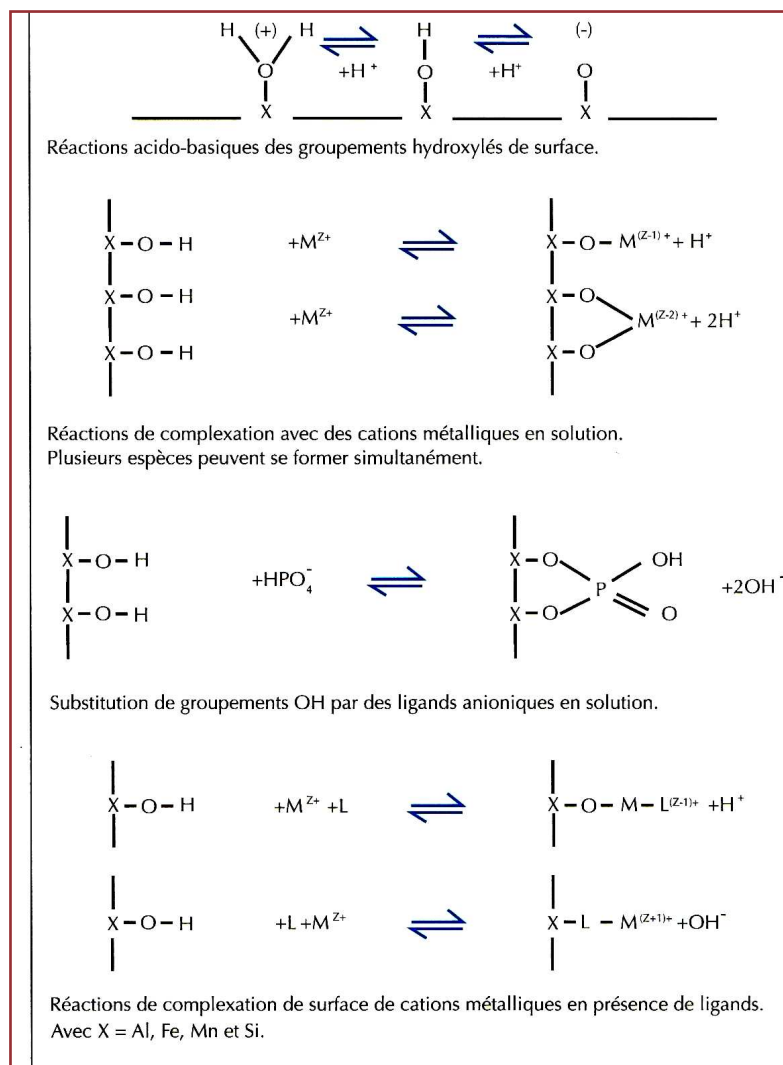 H (+) H H (-)
O +H⁺ O +H⁺ O
X X X
Réactions acido-basiques des groupements hydroxylés de surface.
X – O – H +M^Z+ X – O – M^(Z-1)+ + H⁺
X – O – H X – O
+M^Z+ M^(Z-2)+ + 2H⁺
X – O – H X – O
Réactions de complexation avec des cations métalliques en solution.
Plusieurs espèces peuvent se former simultanément.
X – O – H X – O OH
+HPO₄⁻ P +2OH⁻
X – O – H X – O O
Substitution de groupements OH par des ligands anioniques en solution.
X – O – H +M^Z+ +L X – O – M – L^(Z-1)+ +H⁺
X – O – H +L+M^Z+ X – L – M^(Z+1)+ +OH⁻
Réactions de complexation de surface de cations métalliques en présence de ligands.
Avec X = Al, Fe, Mn et Si.